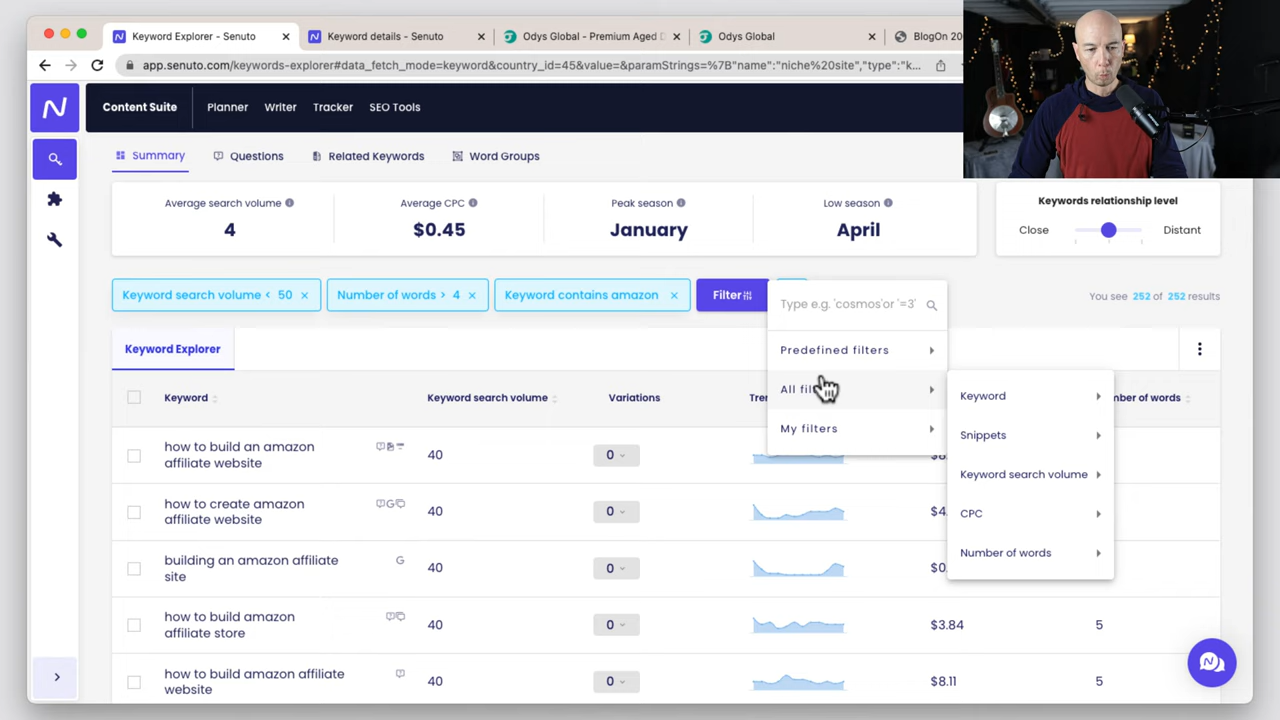 Keyword Explorer - Senuto
Keyword details - Senuto
Odys Global - Premium Aged D
Odys Global
BlogOn 20
app.senuto.com/keywords-explorer#data_fetch_mode=keyword&country_id=45&value=&paramStrings=%7B"name":"niche%20site","type":"k...
Content Suite
Planner
Writer
Tracker
SEO Tools
Summary
Questions
Related Keywords
Word Groups
Average search volume
4
Average CPC
$0.45
Peak season
January
Low season
April
Keywords relationship level
Close
Distant
Keyword search volume < 50
Number of words > 4
Keyword contains amazon
Filter
Type e.g. 'cosmos'or '=3'
You see 252 of 252 results
Predefined filters
All fil
My filters
Keyword
Snippets
Keyword search volume
CPC
Number of words
Keyword Explorer
Keyword
Keyword search volume
Variations
Tre
mber of words
how to build an amazon
affiliate website
40
0
how to create amazon
affiliate website
40
0
$4.
building an amazon affiliate
site
40
0
$0.
how to build amazon
affiliate store
40
0
$3.84
5
how to build amazon affiliate
website
40
0
$8.11
5